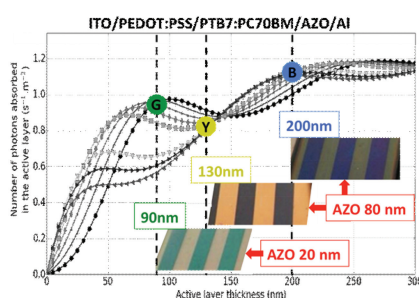 ITO/PEDOT:PSS/PTB7:PC70BM/AZO/Al
Number of photons absorbed
in the active layer (s⁻¹.m⁻²)
1.2
1.0
0.8
0.6
0.4
0.2
0.0
G
Y
B
200nm
130nm
90nm
AZO 80 nm
AZO 20 nm
0
50
100
150
200
250
300
Active layer thickness (nm)